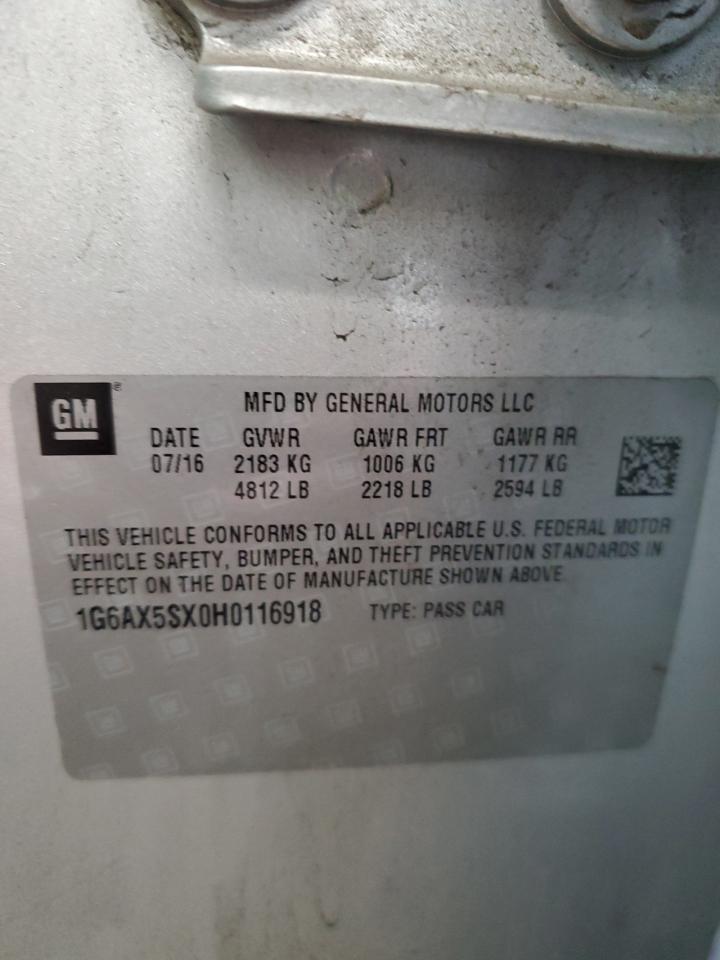 GM®
MFD BY GENERAL MOTORS LLC
DATE GVWR GAWR FRT GAWR RR
07/16 2183 KG 1006 KG 1177 KG
4812 LB 2218 LB 2594 LB
THIS VEHICLE CONFORMS TO ALL APPLICABLE U.S. FEDERAL MOTOR
VEHICLE SAFETY, BUMPER, AND THEFT PREVENTION STANDARDS IN
EFFECT ON THE DATE OF MANUFACTURE SHOWN ABOVE.
1G6AX5SX0H0116918 TYPE: PASS CAR